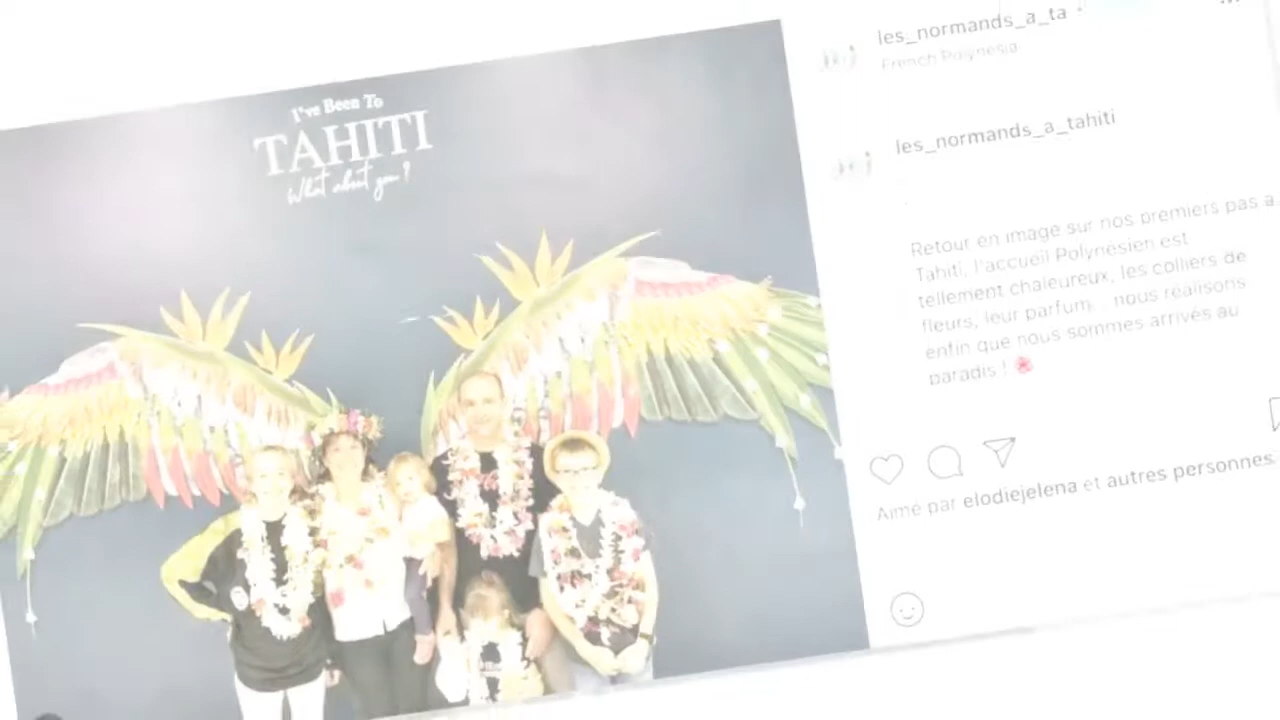 I've Been To
TAHITI
What about you?
les_normands_a_ta
French Polynesia
les_normands_a_tahiti
Retour en image sur nos premiers pas a
Tahiti, l'accueil Polynésien est
tellement chaleureux, les colliers de
fleurs, leur parfum... nous réalisons
enfin que nous sommes arrivés au
paradis !
Aimé par elodiejelena et autres personnes